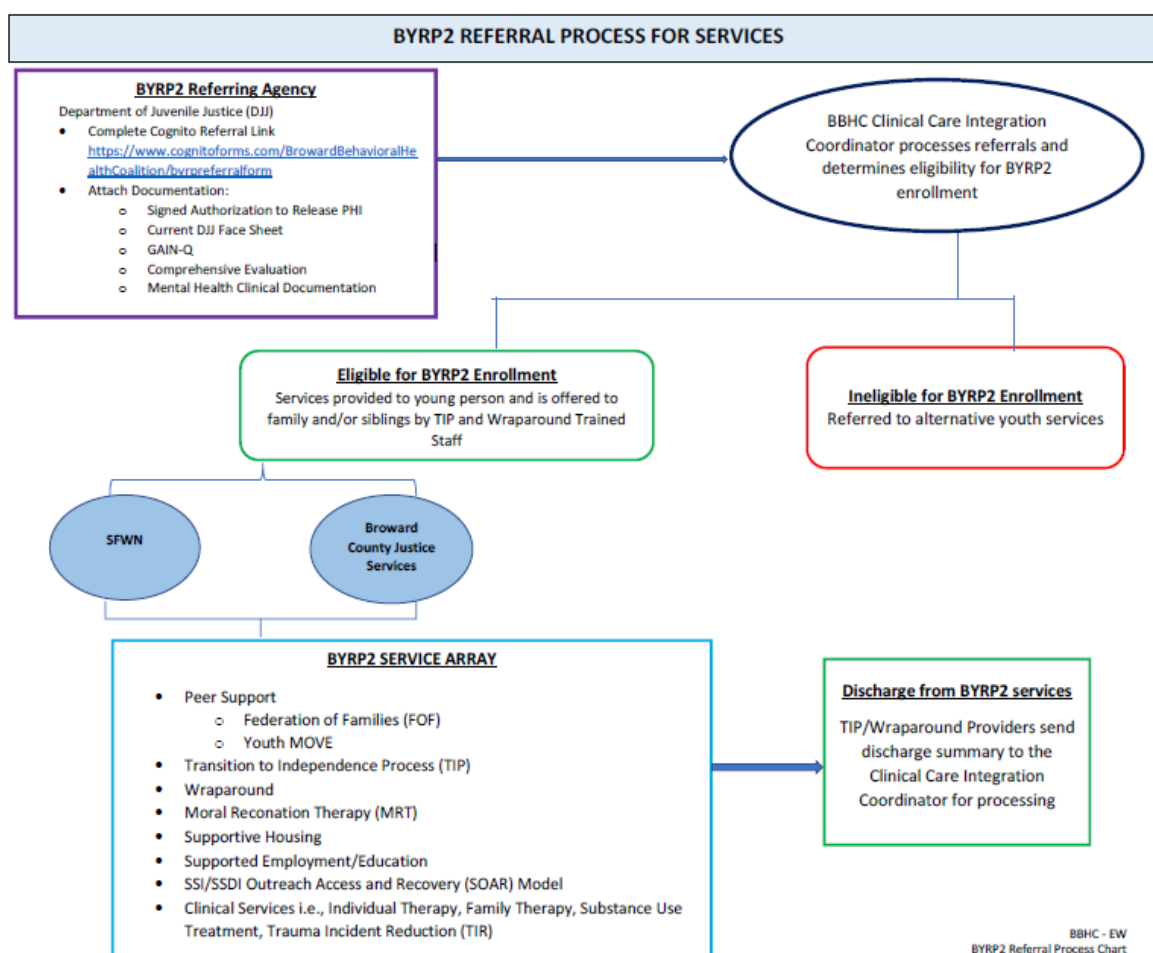 BYRP2 REFERRAL PROCESS FOR SERVICES
BYRP2 Referring Agency
Department of Juvenile Justice (DJJ)
• Complete Cognito Referral Link
https://www.cognitoforms.com/BrowardBehavioralHe
althCoalition/byrpreferralform
• Attach Documentation:
o Signed Authorization to Release PHI
o Current DJJ Face Sheet
o GAIN-Q
o Comprehensive Evaluation
o Mental Health Clinical Documentation
BBHC Clinical Care Integration
Coordinator processes referrals and
determines eligibility for BYRP2
enrollment
Eligible for BYRP2 Enrollment
Services provided to young person and is offered to
family and/or siblings by TIP and Wraparound Trained
Staff
Ineligible for BYRP2 Enrollment
Referred to alternative youth services
SFWN
Broward
County Justice
Services
BYRP2 SERVICE ARRAY
• Peer Support
o Federation of Families (FOF)
o Youth MOVE
• Transition to Independence Process (TIP)
• Wraparound
• Moral Reconation Therapy (MRT)
• Supportive Housing
• Supported Employment/Education
• SSI/SSDI Outreach Access and Recovery (SOAR) Model
• Clinical Services i.e., Individual Therapy, Family Therapy, Substance Use
Treatment, Trauma Incident Reduction (TIR)
Discharge from BYRP2 services
TIP/Wraparound Providers send
discharge summary to the
Clinical Care Integration
Coordinator for processing
BBHC - EW
BYRP2 Referral Process Chart